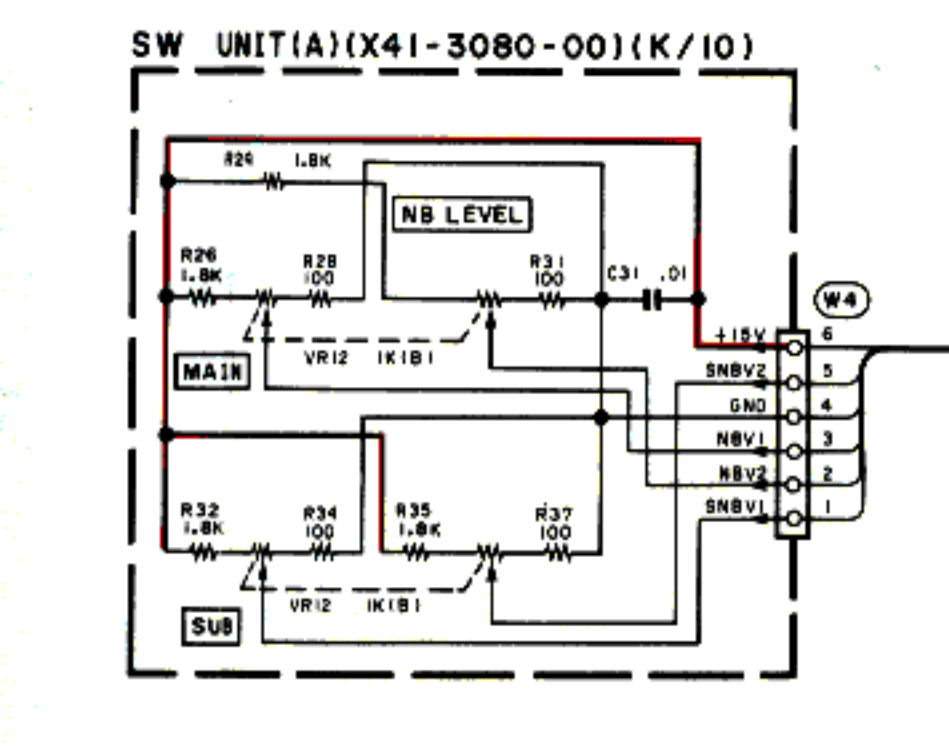 SW UNIT(A)(X41-3080-00)(K/10)
R29 1.8K
NB LEVEL
R26
1.8K
R28
100
R31
100
C31 .01
W4
+15V 6
VR12 1K(B)
MAIN
SNBV2 5
GND 4
NBV1 3
NBV2 2
SNBV1 1
R32
1.8K
R34
100
R35
1.8K
R37
100
VR12 1K(B)
SUB